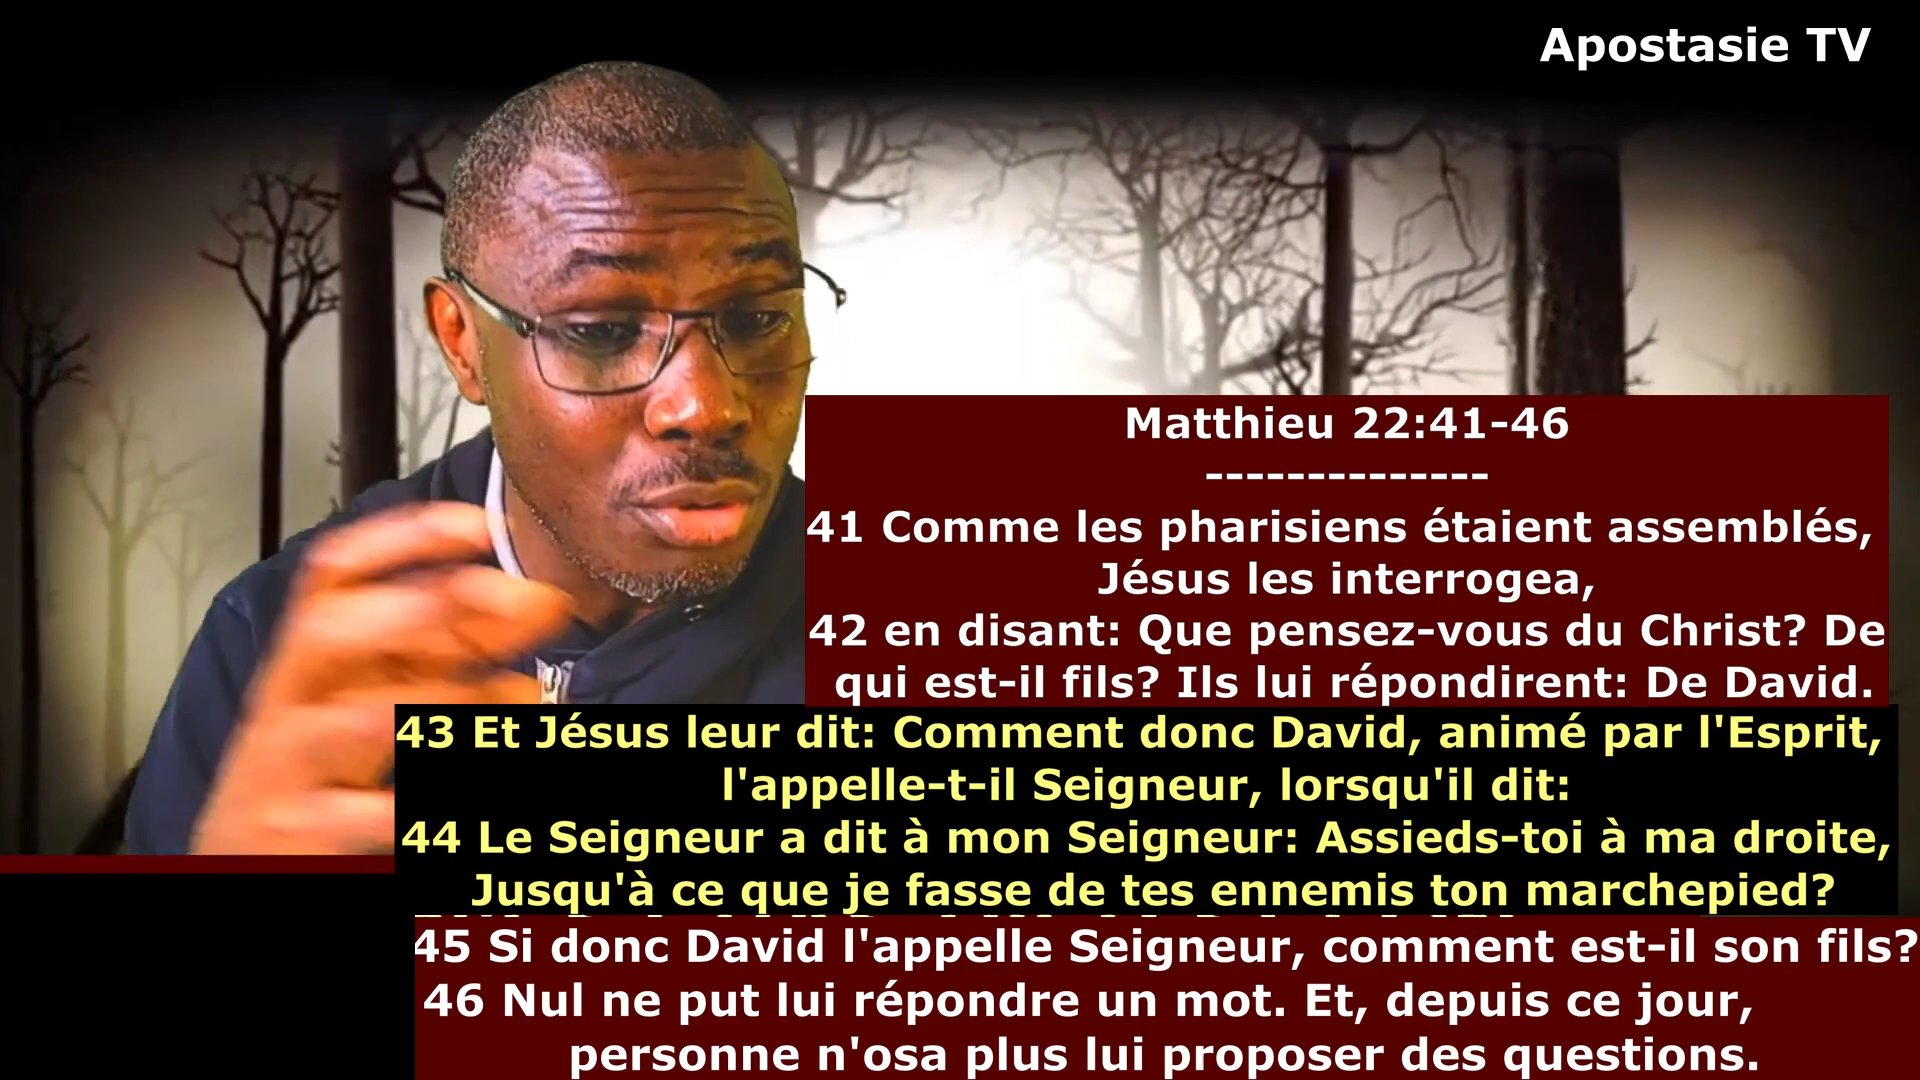 Apostasie TV
Matthieu 22:41-46
--------------
41 Comme les pharisiens étaient assemblés,
Jésus les interrogea,
42 en disant: Que pensez-vous du Christ? De
qui est-il fils? Ils lui répondirent: De David.
43 Et Jésus leur dit: Comment donc David, animé par l'Esprit,
l'appelle-t-il Seigneur, lorsqu'il dit:
44 Le Seigneur a dit à mon Seigneur: Assieds-toi à ma droite,
Jusqu'à ce que je fasse de tes ennemis ton marchepied?
45 Si donc David l'appelle Seigneur, comment est-il son fils?
46 Nul ne put lui répondre un mot. Et, depuis ce jour,
personne n'osa plus lui proposer des questions.